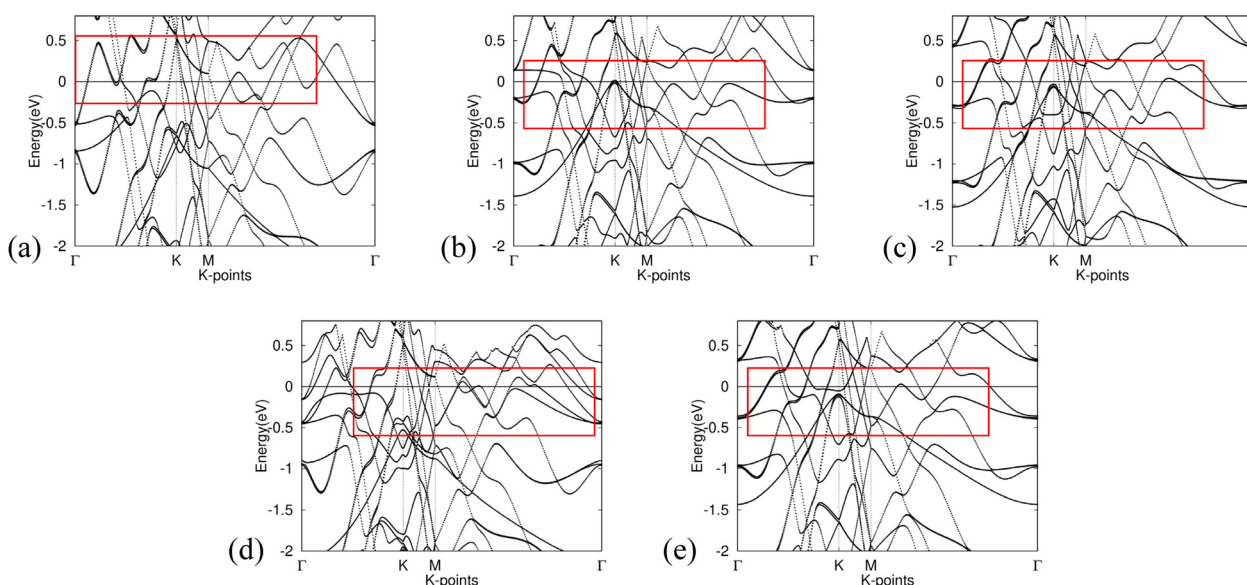 0.5
0
-0.5
-1
-1.5
-2
Energy(eV)
Γ K M Γ
K-points
(a)
0.5
0
-0.5
-1
-1.5
-2
Energy(eV)
Γ K M Γ
K-points
(b)
0.5
0
-0.5
-1
-1.5
-2
Energy(eV)
Γ K M
K-points
(c)
0.5
0
-0.5
-1
-1.5
-2
Energy(eV)
Γ K M Γ
K-points
(d)
0.5
0
-0.5
-1
-1.5
-2
Energy(eV)
Γ K M Γ
K-points
(e)